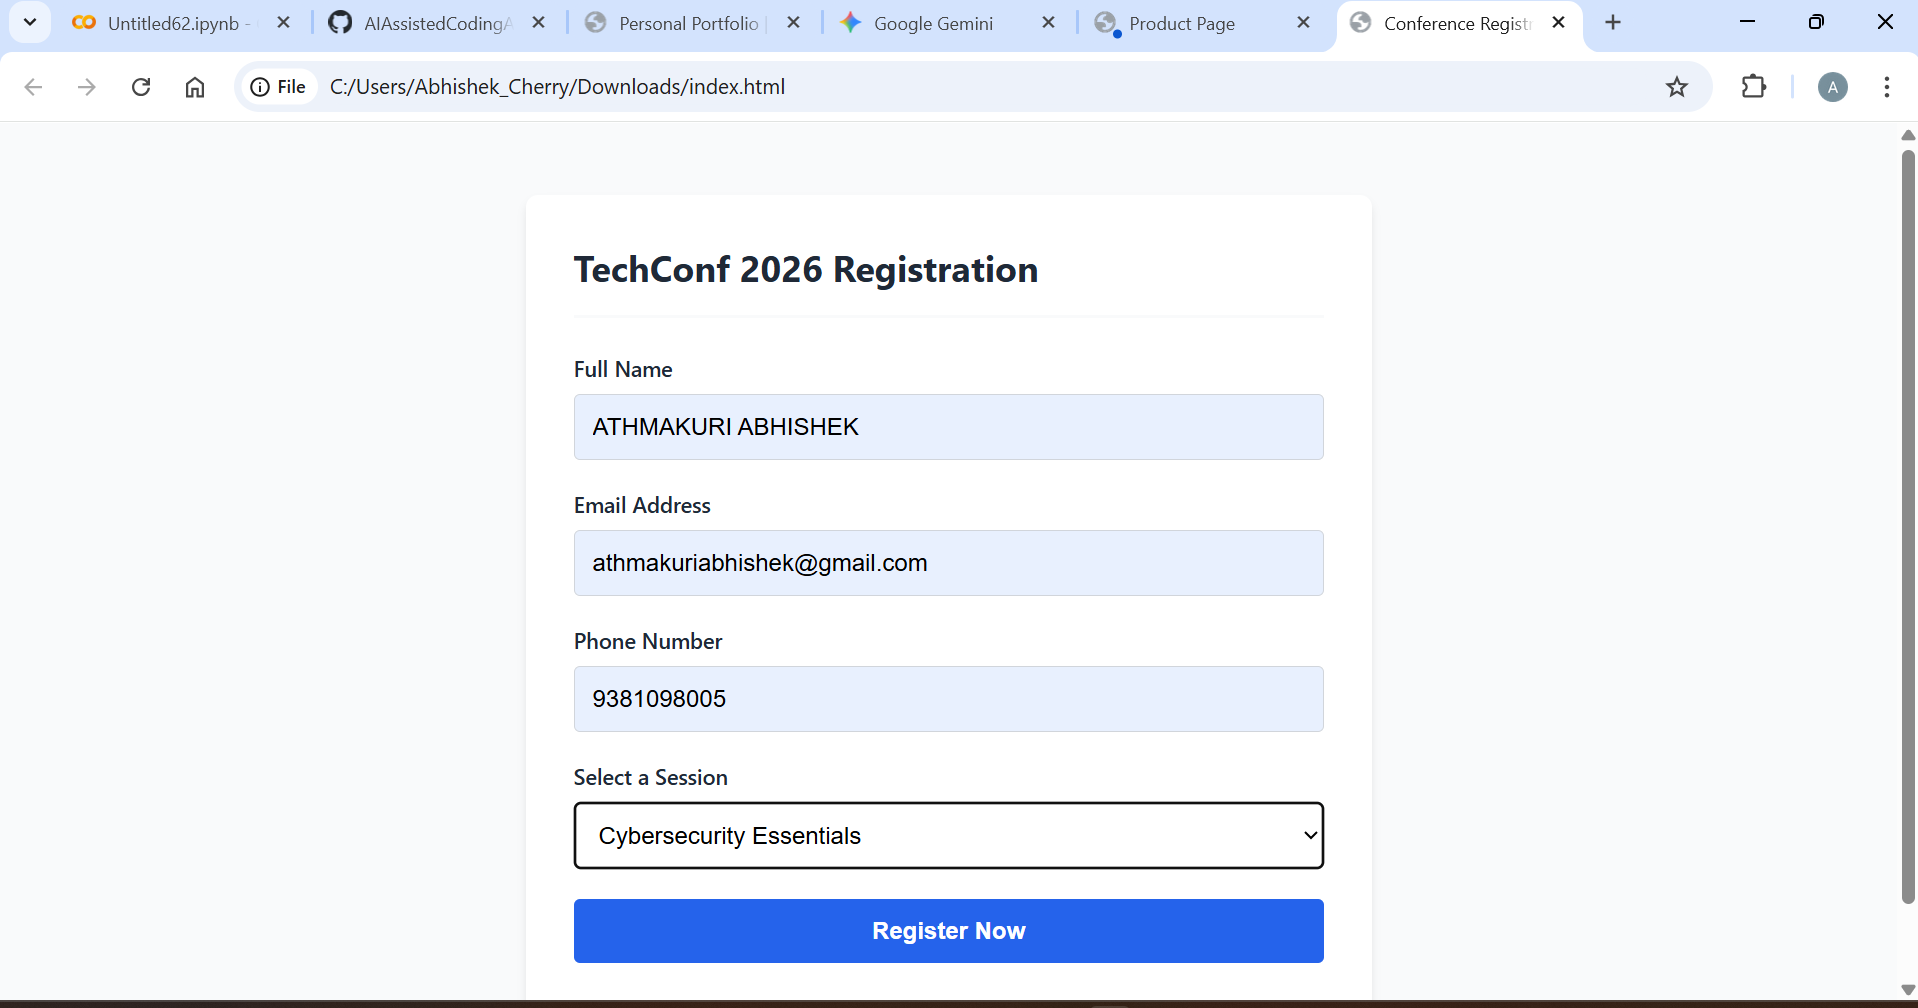 Untitled62.ipynb -
AIAssistedCodingA
Personal Portfolio
Google Gemini
Product Page
Conference Registr
File
C:/Users/Abhishek_Cherry/Downloads/index.html
A
TechConf 2026 Registration
Full Name
ATHMAKURI ABHISHEK
Email Address
athmakuriabhishek@gmail.com
Phone Number
9381098005
Select a Session
Cybersecurity Essentials
Register Now